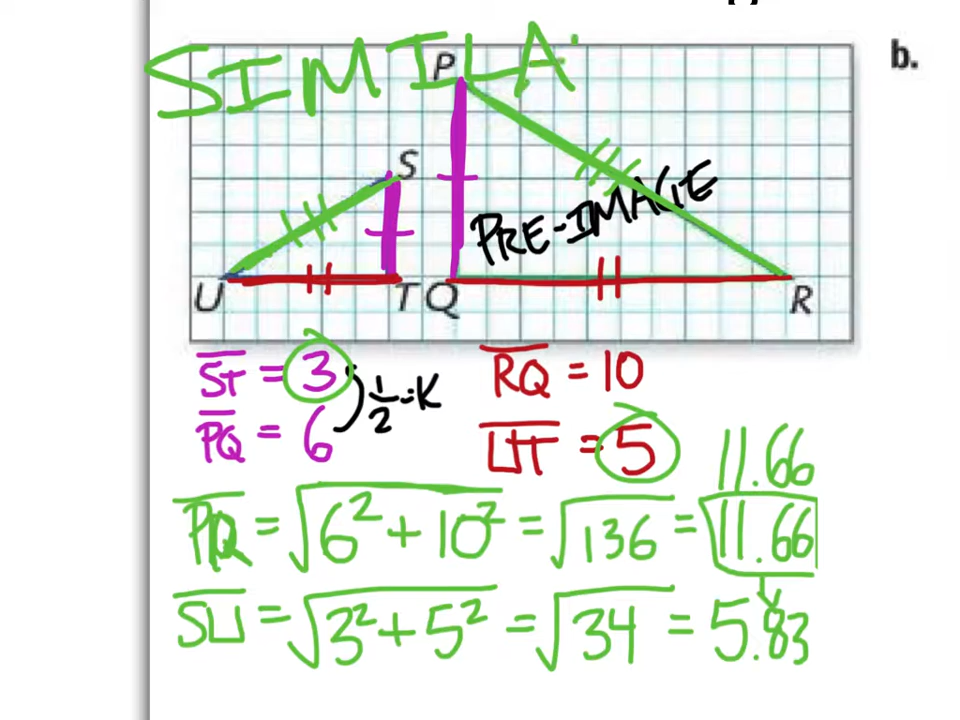 b.
SIMILA
P
S
PRE-IMAGE
U T Q R
ST = 3
PQ = 6
1/2 = K
RQ = 10
UT = 5
11.66
PQ = √6² + 10² = √136 = 11.66
SU = √3² + 5² = √34 = 5.83